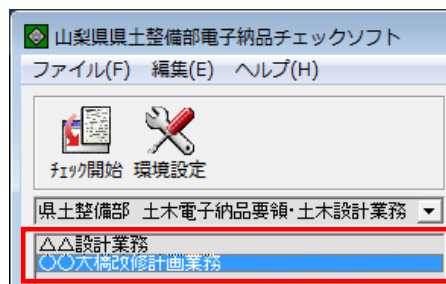 山梨県県土整備部電子納品チェックソフト
ファイル(F) 編集(E) ヘルプ(H)
チェック開始 環境設定
県土整備部 土木電子納品要領・土木設計業務
△△設計業務
○○大橋改修計画業務